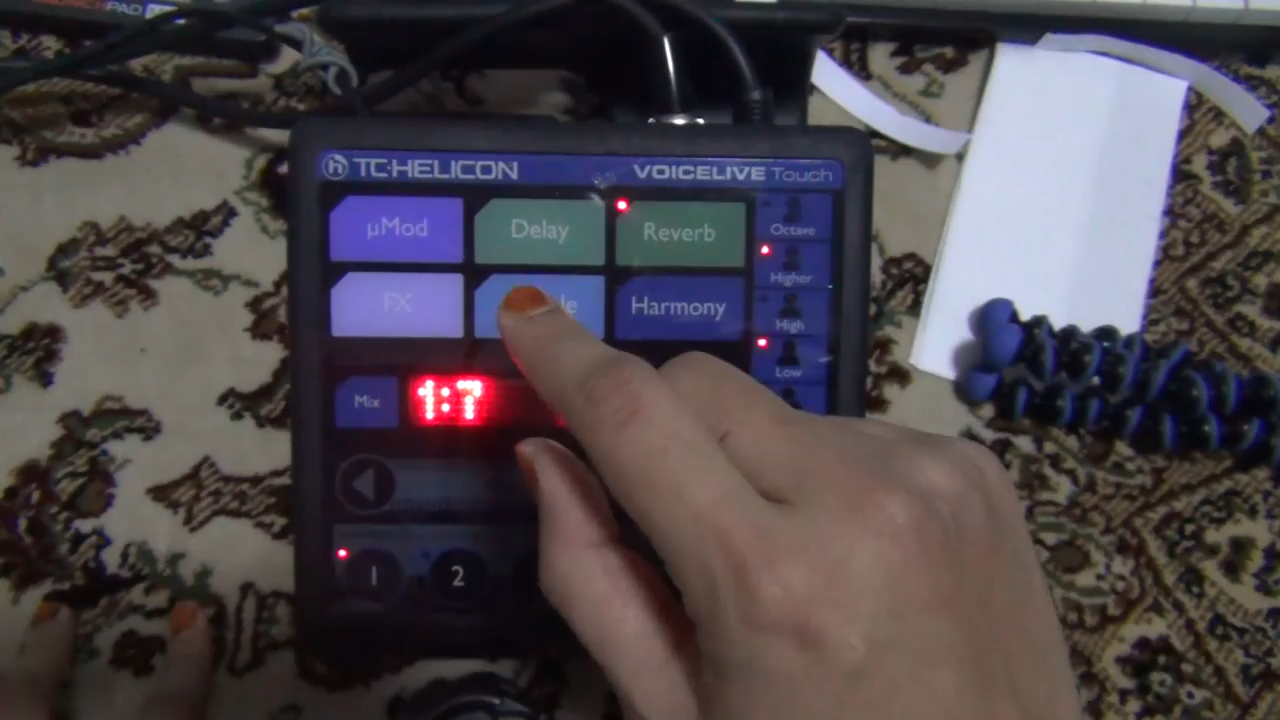 TC·HELICON
VOICELIVE Touch
µMod
Delay
Reverb
Octave
FX
Harmony
Higher
High
Low
Mix
1:7
1
2